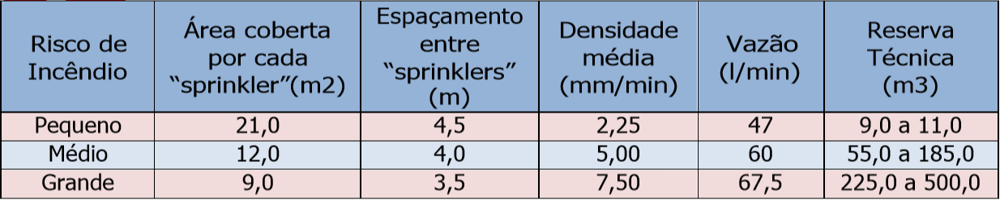 Risco de
Incêndio
Área coberta
por cada
“sprinkler”(m2)
Espaçamento
entre
“sprinklers”
(m)
Densidade
média
(mm/min)
Vazão
(l/min)
Reserva
Técnica
(m3)
Pequeno 21,0 4,5 2,25 47 9,0 a 11,0
Médio 12,0 4,0 5,00 60 55,0 a 185,0
Grande 9,0 3,5 7,50 67,5 225,0 a 500,0